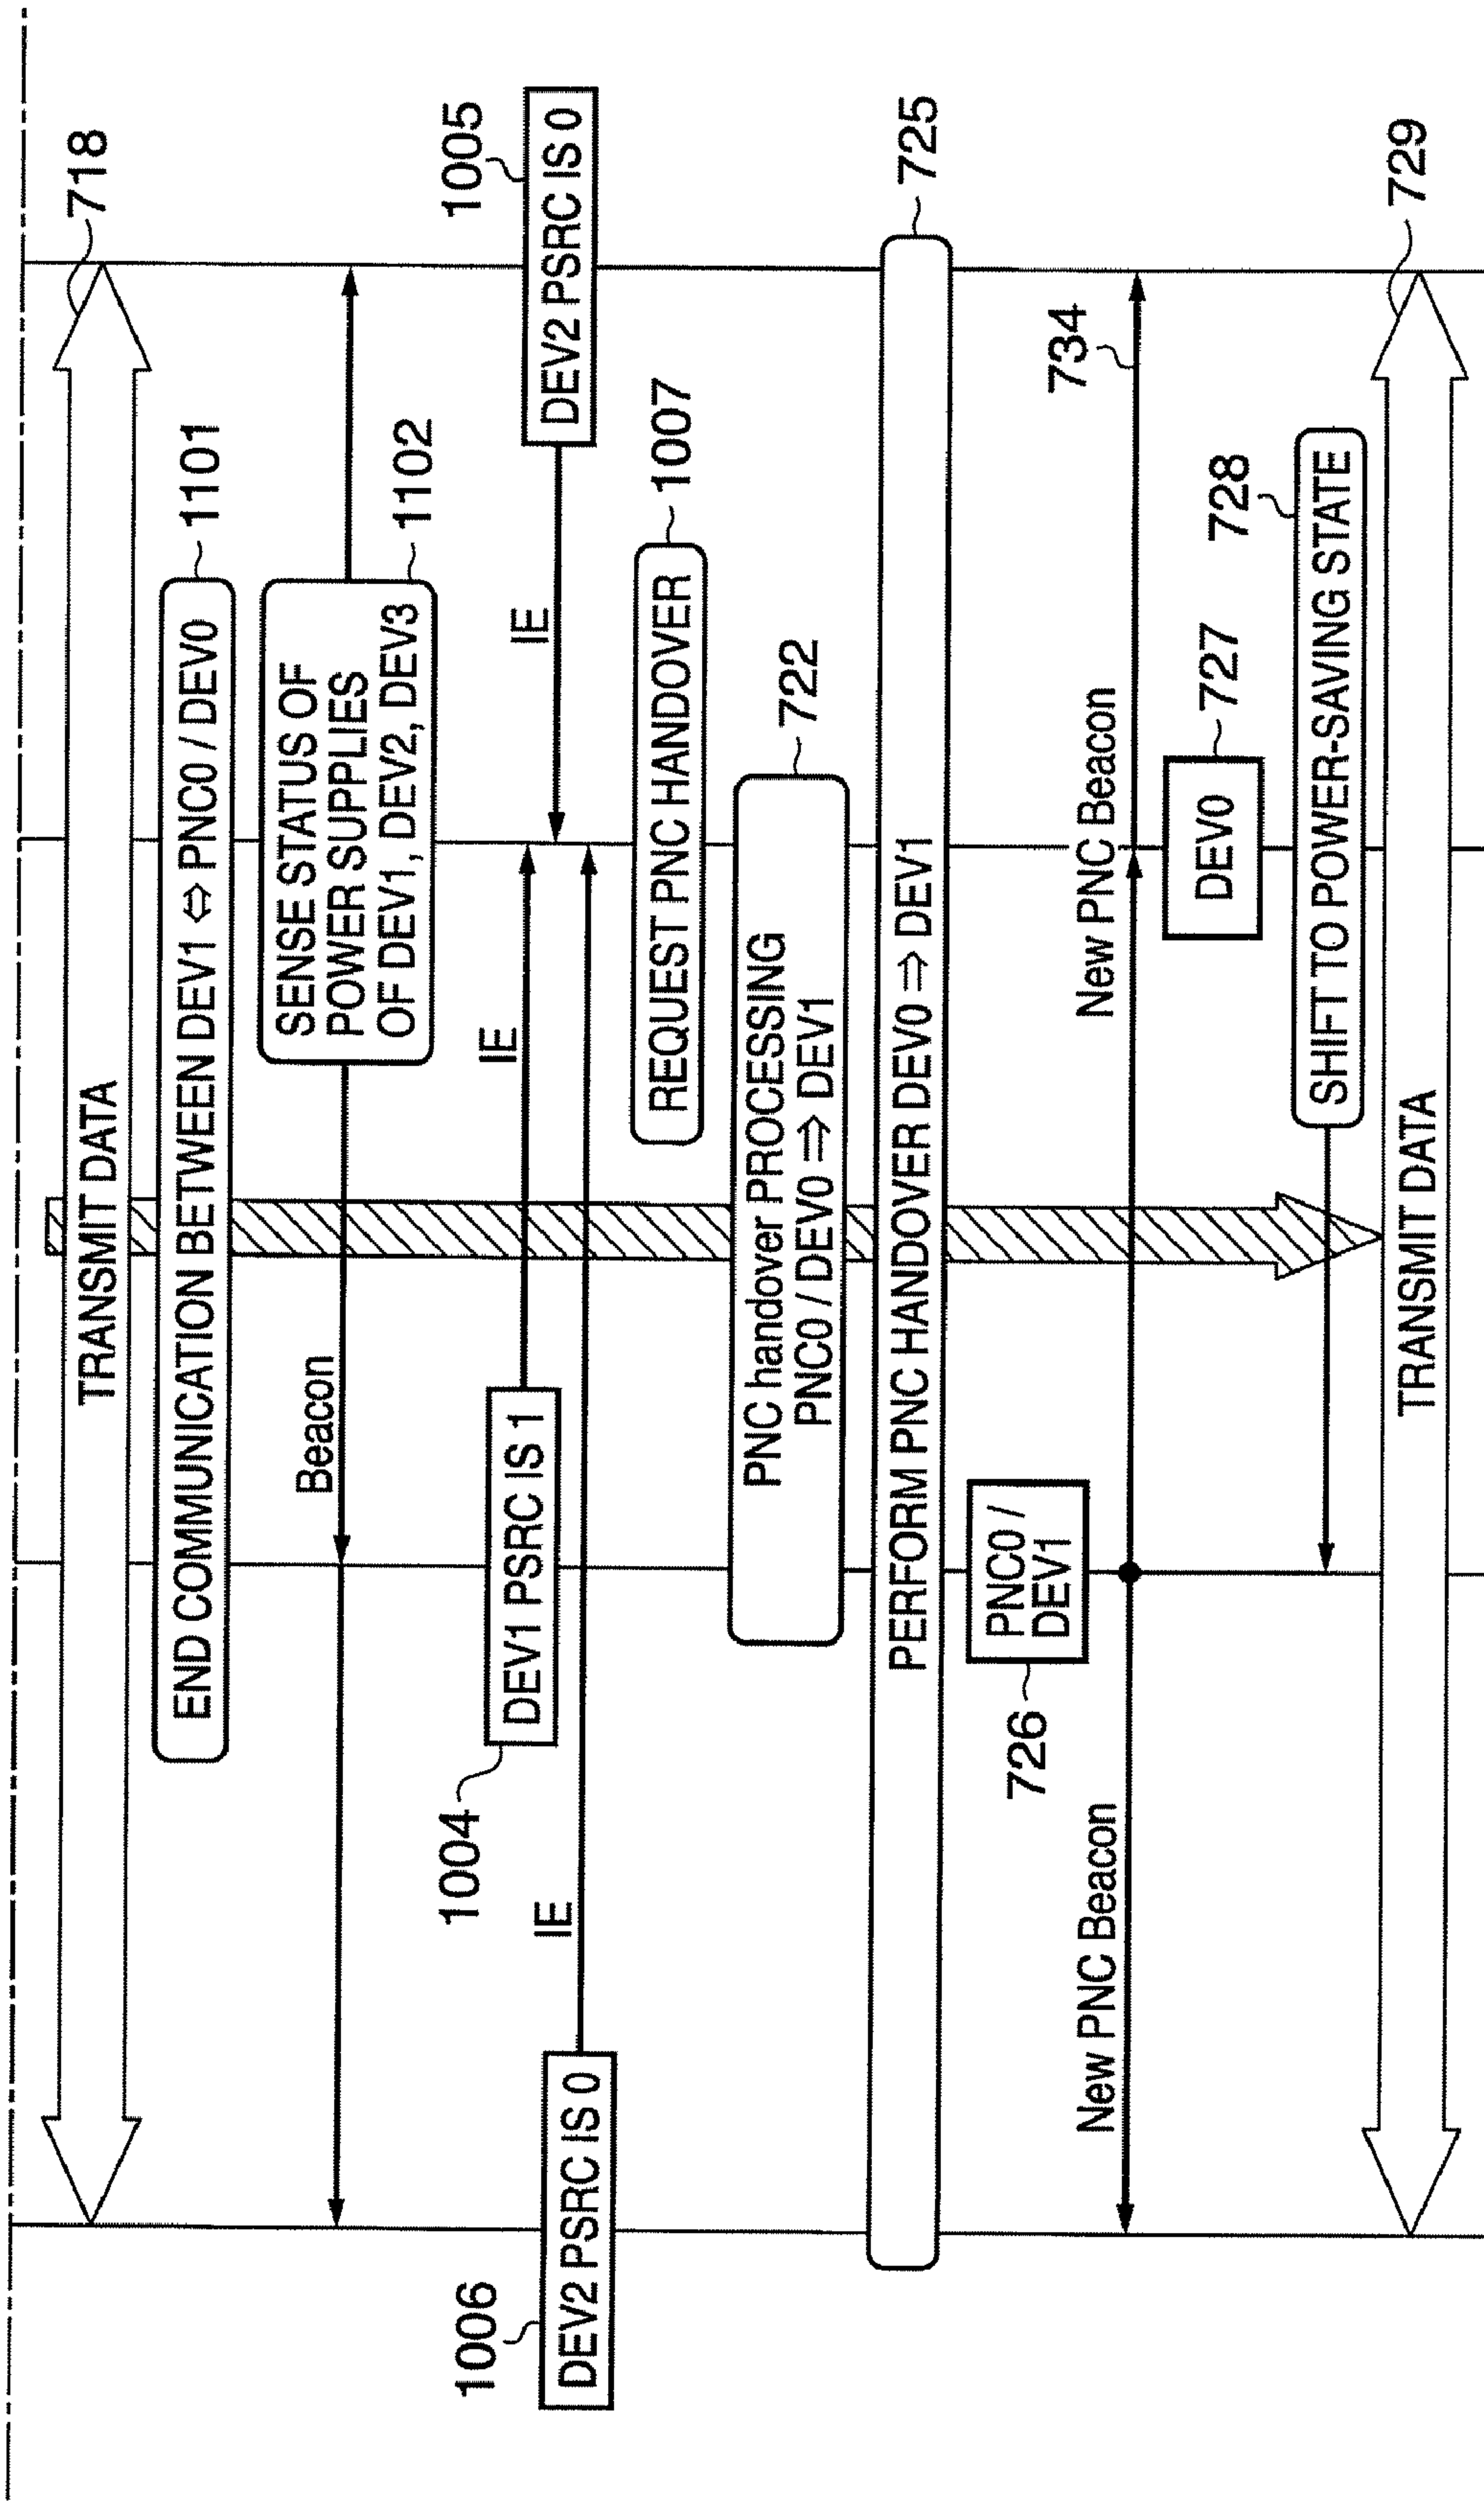 718
TRANSMIT DATA
END COMMUNICATION BETWEEN DEV1 ⇔ PNC0 / DEV0
1101
Beacon
SENSE STATUS OF
POWER SUPPLIES
OF DEV1, DEV2, DEV3
1102
1004
DEV1 PSRC IS 1
IE
IE
DEV2 PSRC IS 0
1005
1006
DEV2 PSRC IS 0
IE
REQUEST PNC HANDOVER
1007
PNC handover PROCESSING
PNC0 / DEV0 ⇒ DEV1
722
PERFORM PNC HANDOVER DEV0 ⇒ DEV1
725
726
PNC0 /
DEV1
New PNC Beacon
New PNC Beacon
734
DEV0
727
SHIFT TO POWER-SAVING STATE
728
TRANSMIT DATA
729